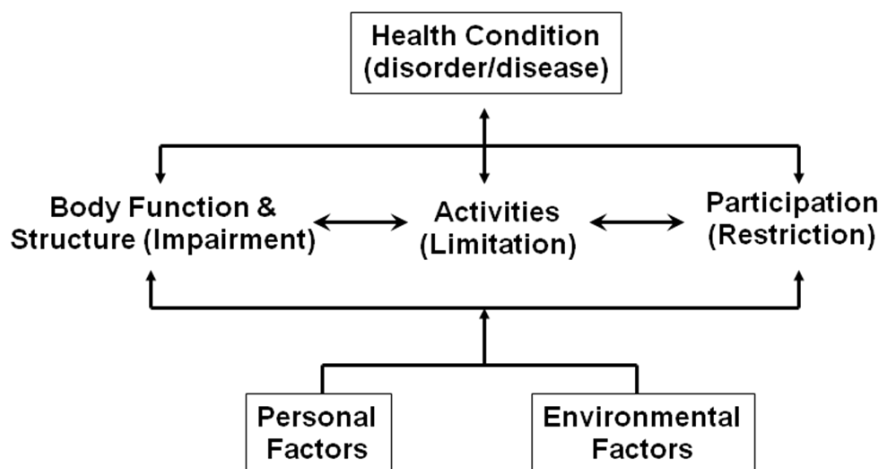 Health Condition
(disorder/disease)
Body Function &
Structure (Impairment)
Activities
(Limitation)
Participation
(Restriction)
Personal
Factors
Environmental
Factors